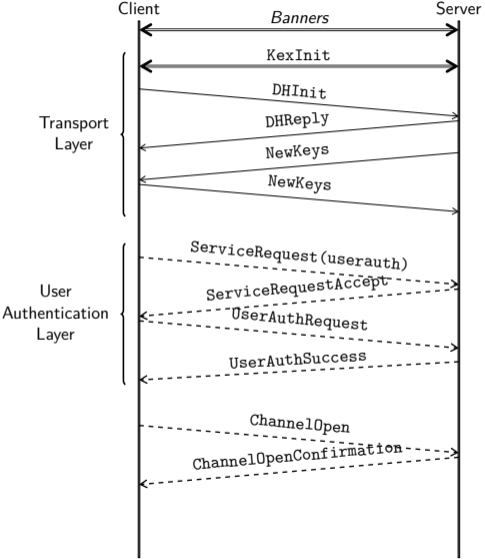 Client
Server
Banners
KexInit
DHInit
Transport
Layer
DHReply
NewKeys
NewKeys
ServiceRequest(userauth)
ServiceRequestAccept
User
Authentication
Layer
UserAuthRequest
UserAuthSuccess
ChannelOpen
ChannelOpenConfirmation